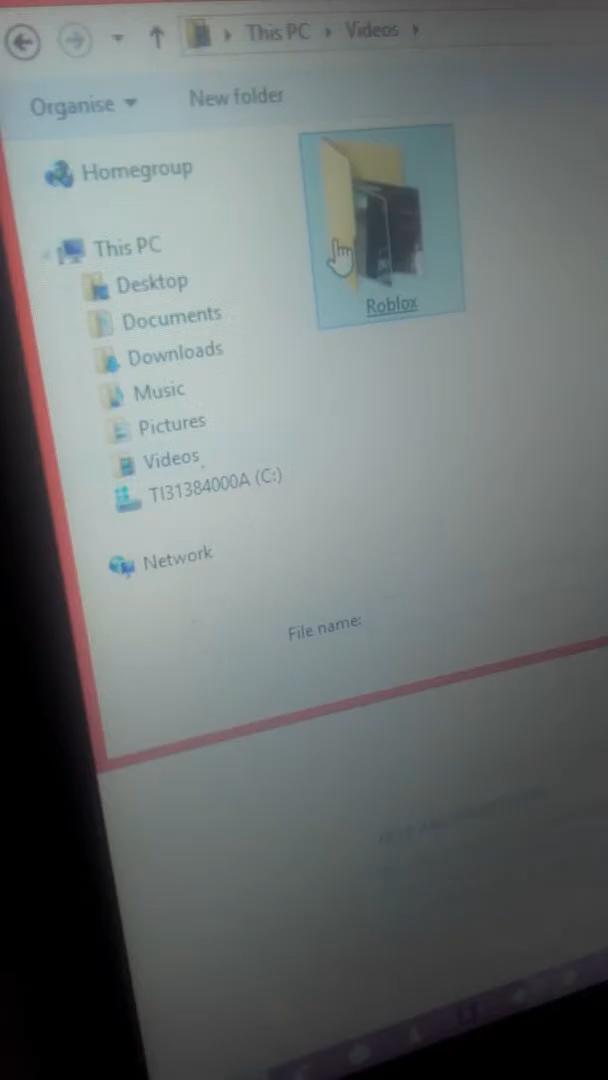 This PC Videos
Organise New folder
Homegroup
This PC
Desktop
Documents
Downloads
Music
Pictures
Videos
TI31384000A (C:)
Network
Roblox
File name: